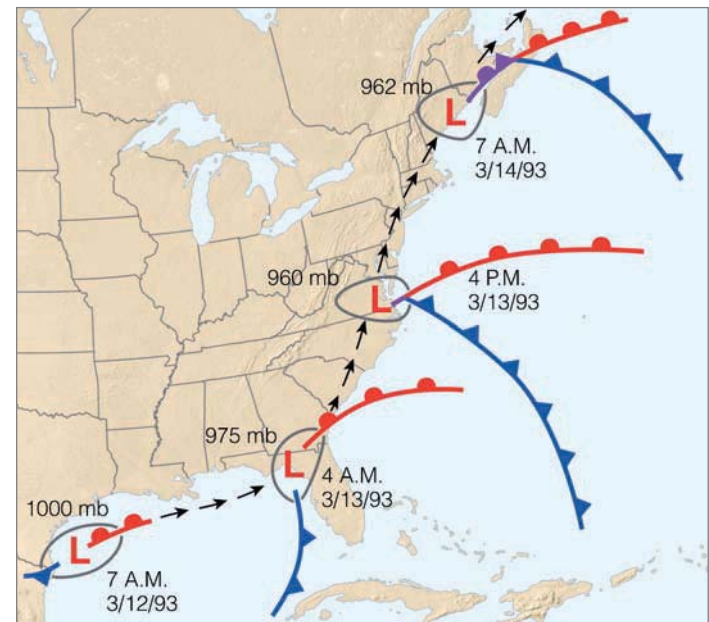 962 mb
L
7 A.M.
3/14/93
960 mb
L
4 P.M.
3/13/93
975 mb
L
4 A.M.
3/13/93
1000 mb
L
7 A.M.
3/12/93